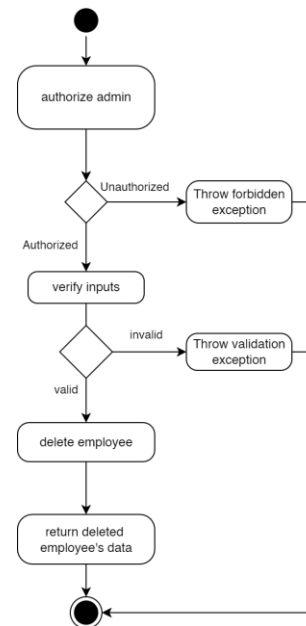 authorize admin
Unauthorized
Throw forbidden
exception
Authorized
verify inputs
invalid
Throw validation
exception
valid
delete employee
return deleted
employee's data